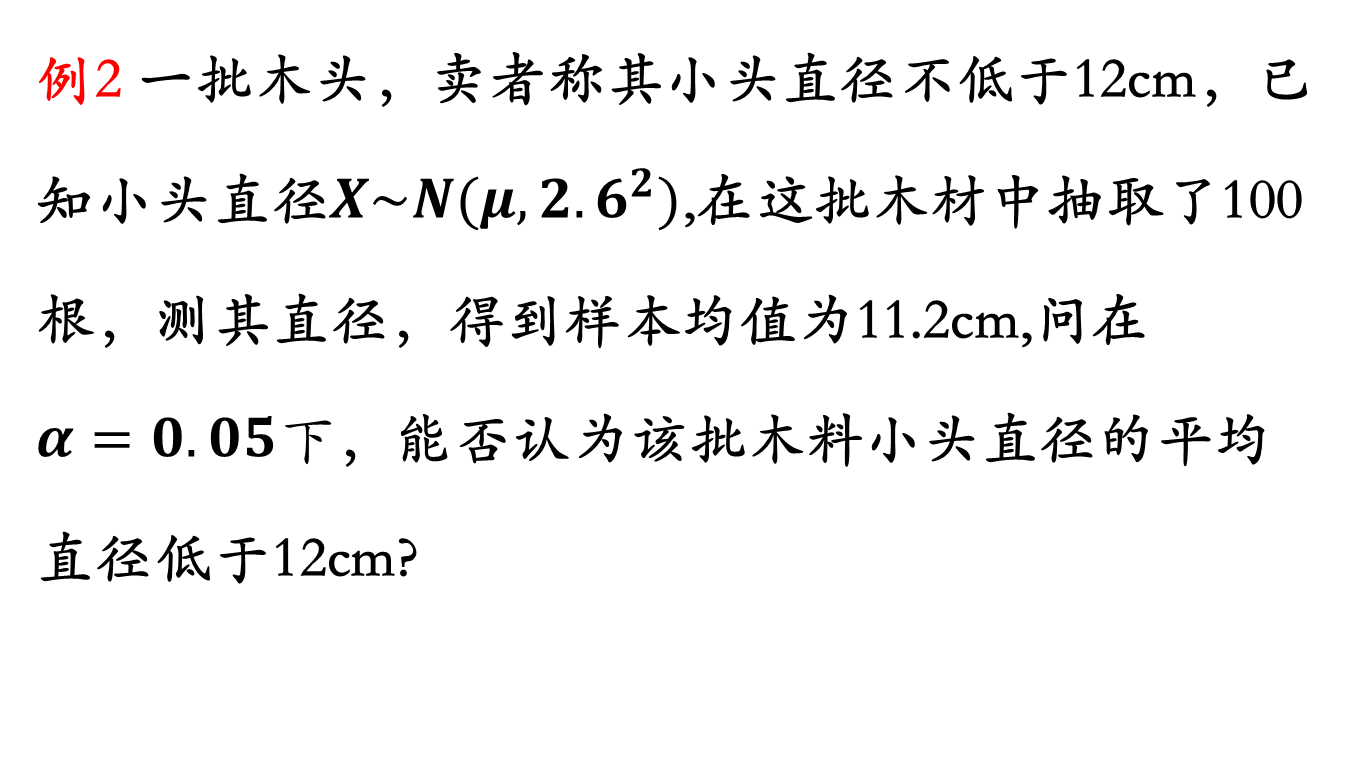 例2 一批木头，卖者称其小头直径不低于12cm，已
知小头直径X~N(μ,2.6²),在这批木材中抽取了100
根，测其直径，得到样本均值为11.2cm,问在
α=0.05下，能否认为该批木料小头直径的平均
直径低于12cm?